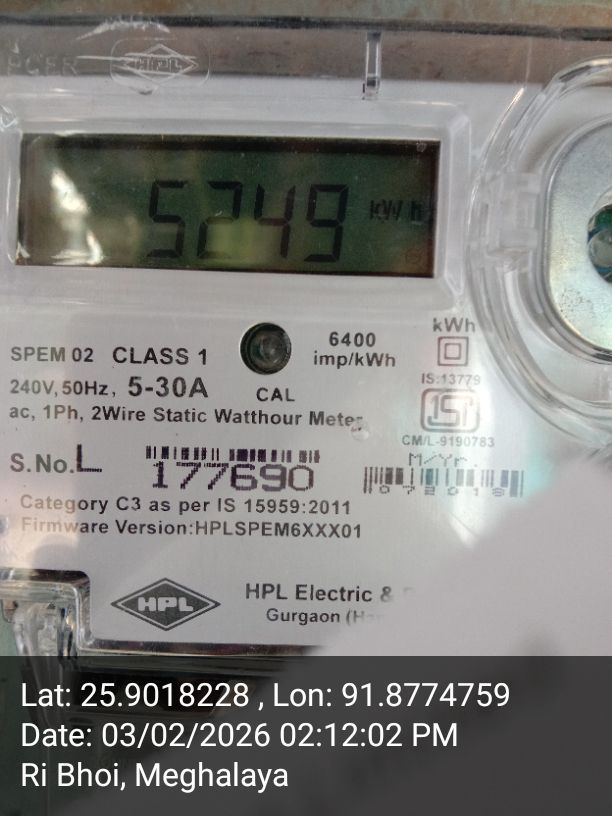 HPL
5249 kWh
6400
imp/kWh
kWh
SPEM 02 CLASS 1
IS:13779
240V, 50Hz, 5-30A
CAL
ISI
ac, 1Ph, 2Wire Static Watthour Meter
CM/L-9190783
M/Yr.
S.No. L 177690
072018
Category C3 as per IS 15959:2011
Firmware Version:HPLSPEM6XXX01
HPL
HPL Electric &
Gurgaon
Lat: 25.9018228 , Lon: 91.8774759
Date: 03/02/2026 02:12:02 PM
Ri Bhoi, Meghalaya